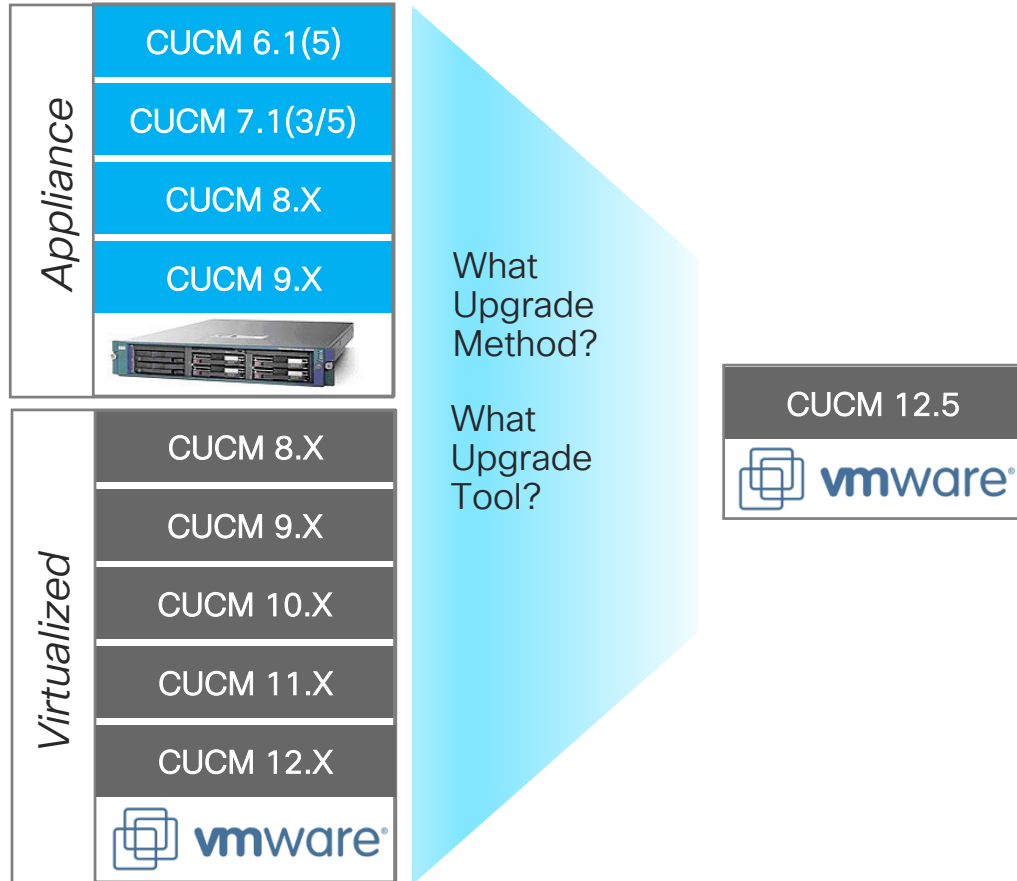 Appliance
CUCM 6.1(5)
CUCM 7.1(3/5)
CUCM 8.X
CUCM 9.X
Virtualized
CUCM 8.X
CUCM 9.X
CUCM 10.X
CUCM 11.X
CUCM 12.X
vmware®
What
Upgrade
Method?
What
Upgrade
Tool?
CUCM 12.5
vmware®